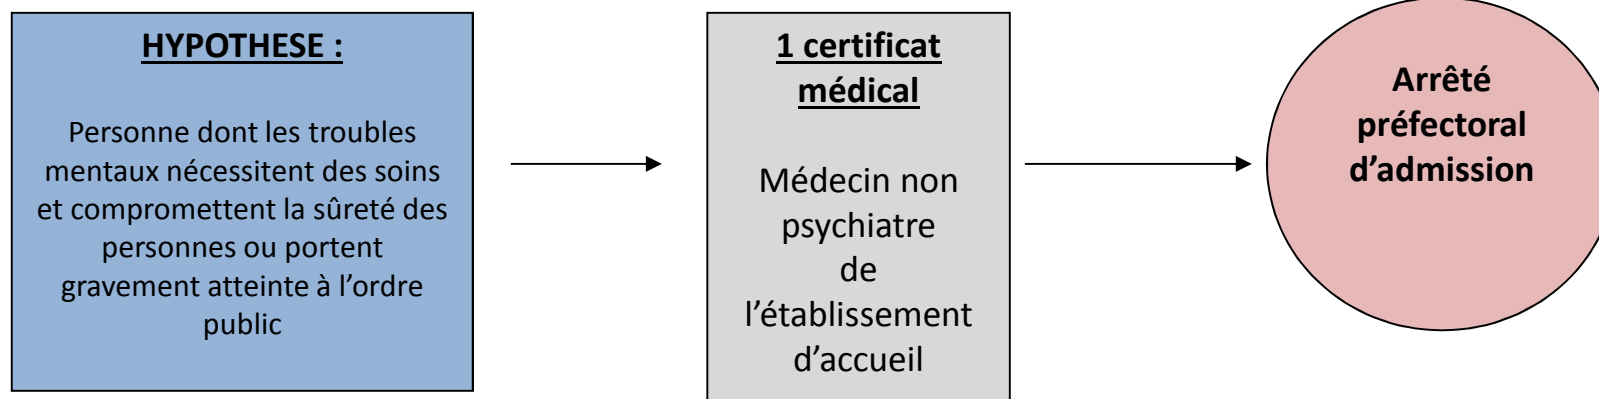 HYPOTHESE :
Personne dont les troubles
mentaux nécessitent des soins
et compromettent la sûreté des
personnes ou portent
gravement atteinte à l'ordre
public
1 certificat
médical
Médecin non
psychiatre
de
l'établissement
d'accueil
Arrêté
préfectoral
d'admission